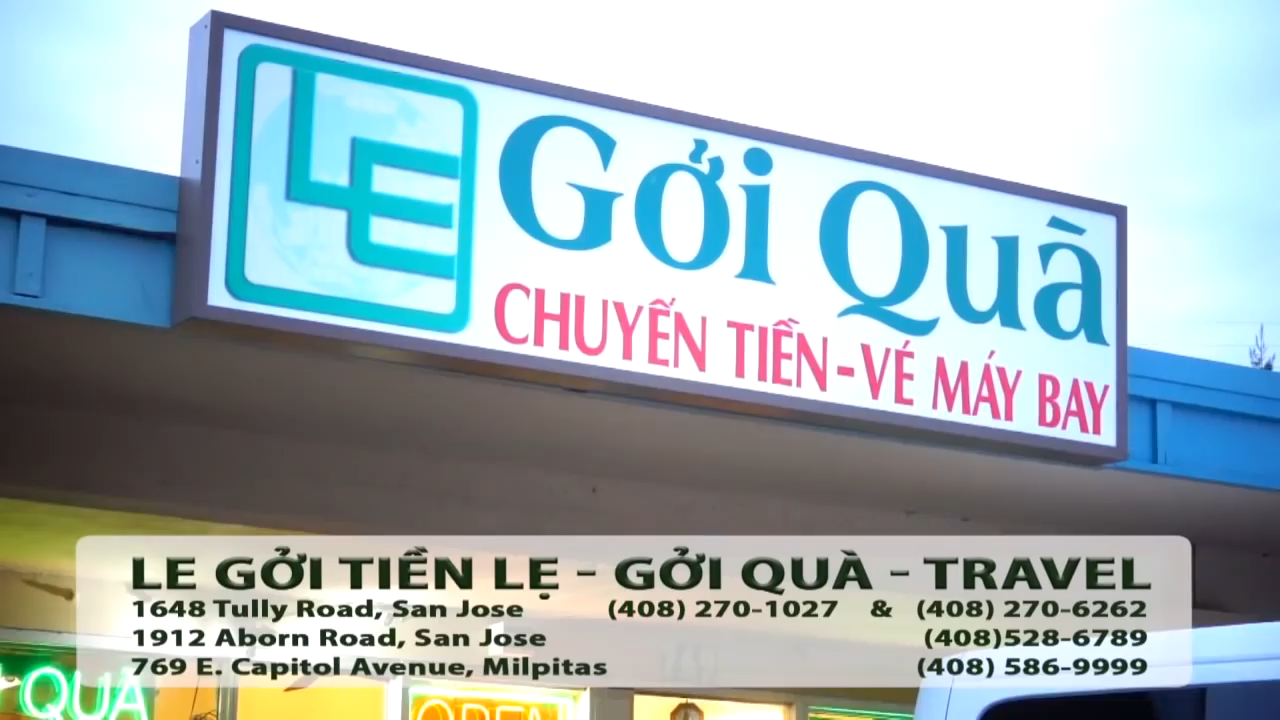 LE
Gởi Quà
CHUYẾN TIỀN-VÉ MÁY BAY
LE GỞI TIỀN LẸ - GỞI QUÀ - TRAVEL
1648 Tully Road, San Jose (408) 270-1027 & (408) 270-6262
1912 Aborn Road, San Jose (408)528-6789
769 E. Capitol Avenue, Milpitas (408) 586-9999
QUÀ
OPEN